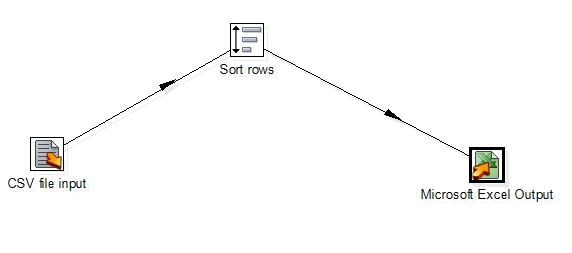 Sort rows
CSV file input
Microsoft Excel Output